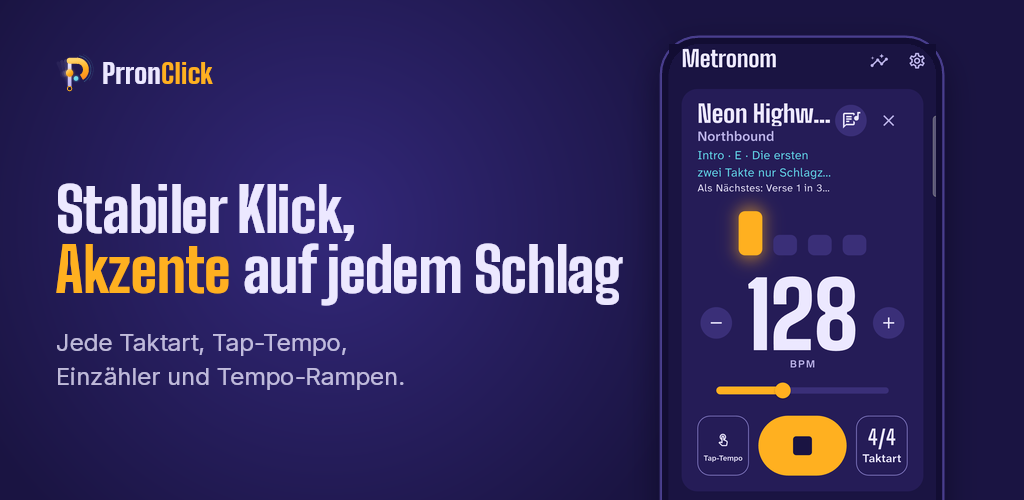 PrronClick
Stabiler Klick,
Akzente auf jedem Schlag
Jede Taktart, Tap-Tempo,
Einzähler und Tempo-Rampen.
Metronom
Neon Highw...
Northbound
Intro · E · Die ersten
zwei Takte nur Schlagz...
Als Nächstes: Verse 1 in 3...
128
BPM
Tap-Tempo
4/4
Taktart